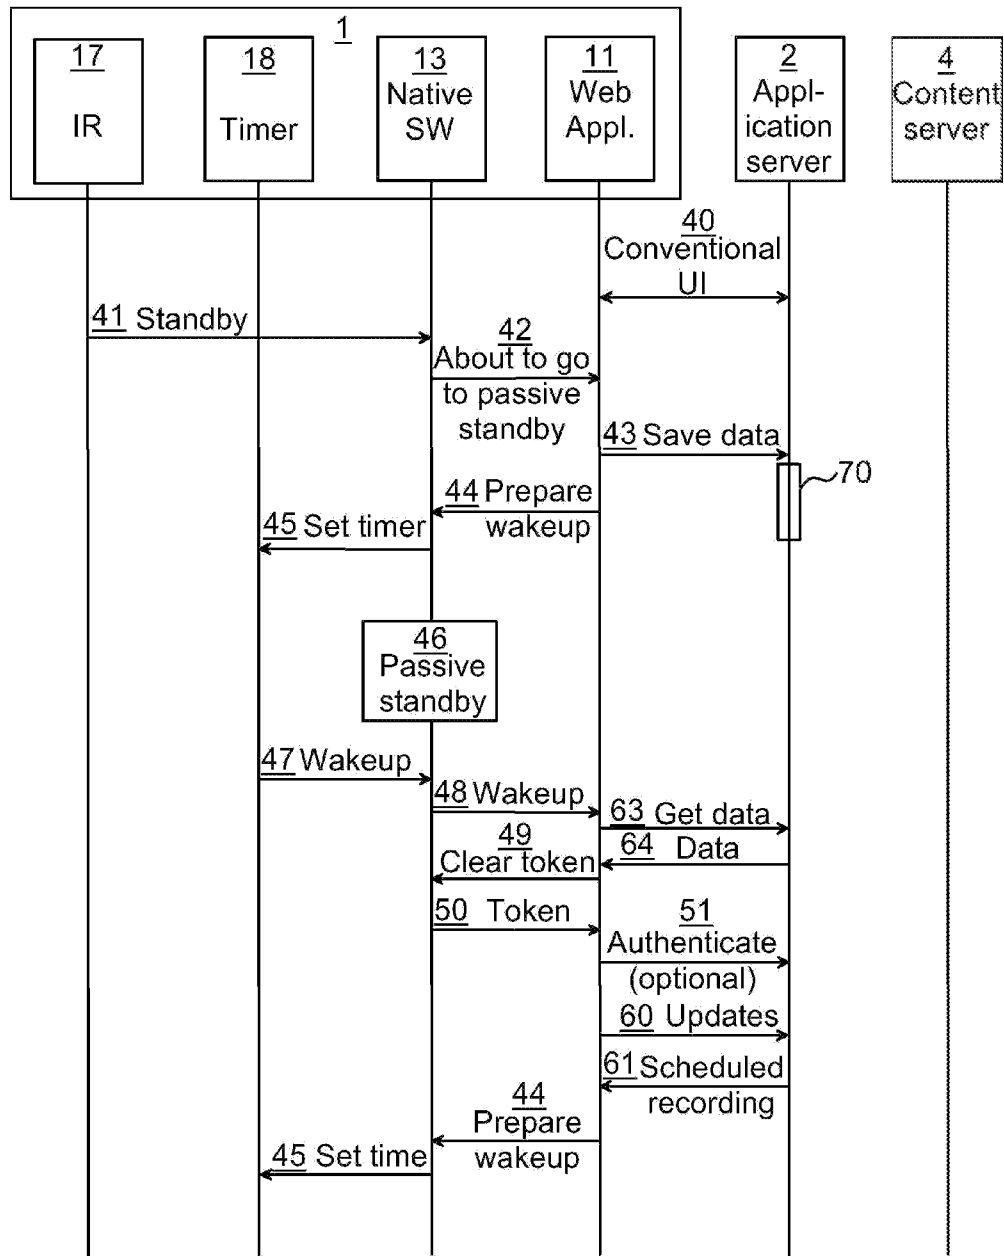 1
17
IR
18
Timer
13
Native
SW
11
Web
Appl.
2
Appl-
ication
server
4
Content
server
40
Conventional
UI
41 Standby
42
About to go
to passive
standby
43 Save data
70
44 Prepare
wakeup
45 Set timer
46
Passive
standby
47 Wakeup
48 Wakeup
63 Get data
64 Data
49
Clear token
50 Token
51
Authenticate
(optional)
60 Updates
61 Scheduled
recording
44
Prepare
wakeup
45 Set time